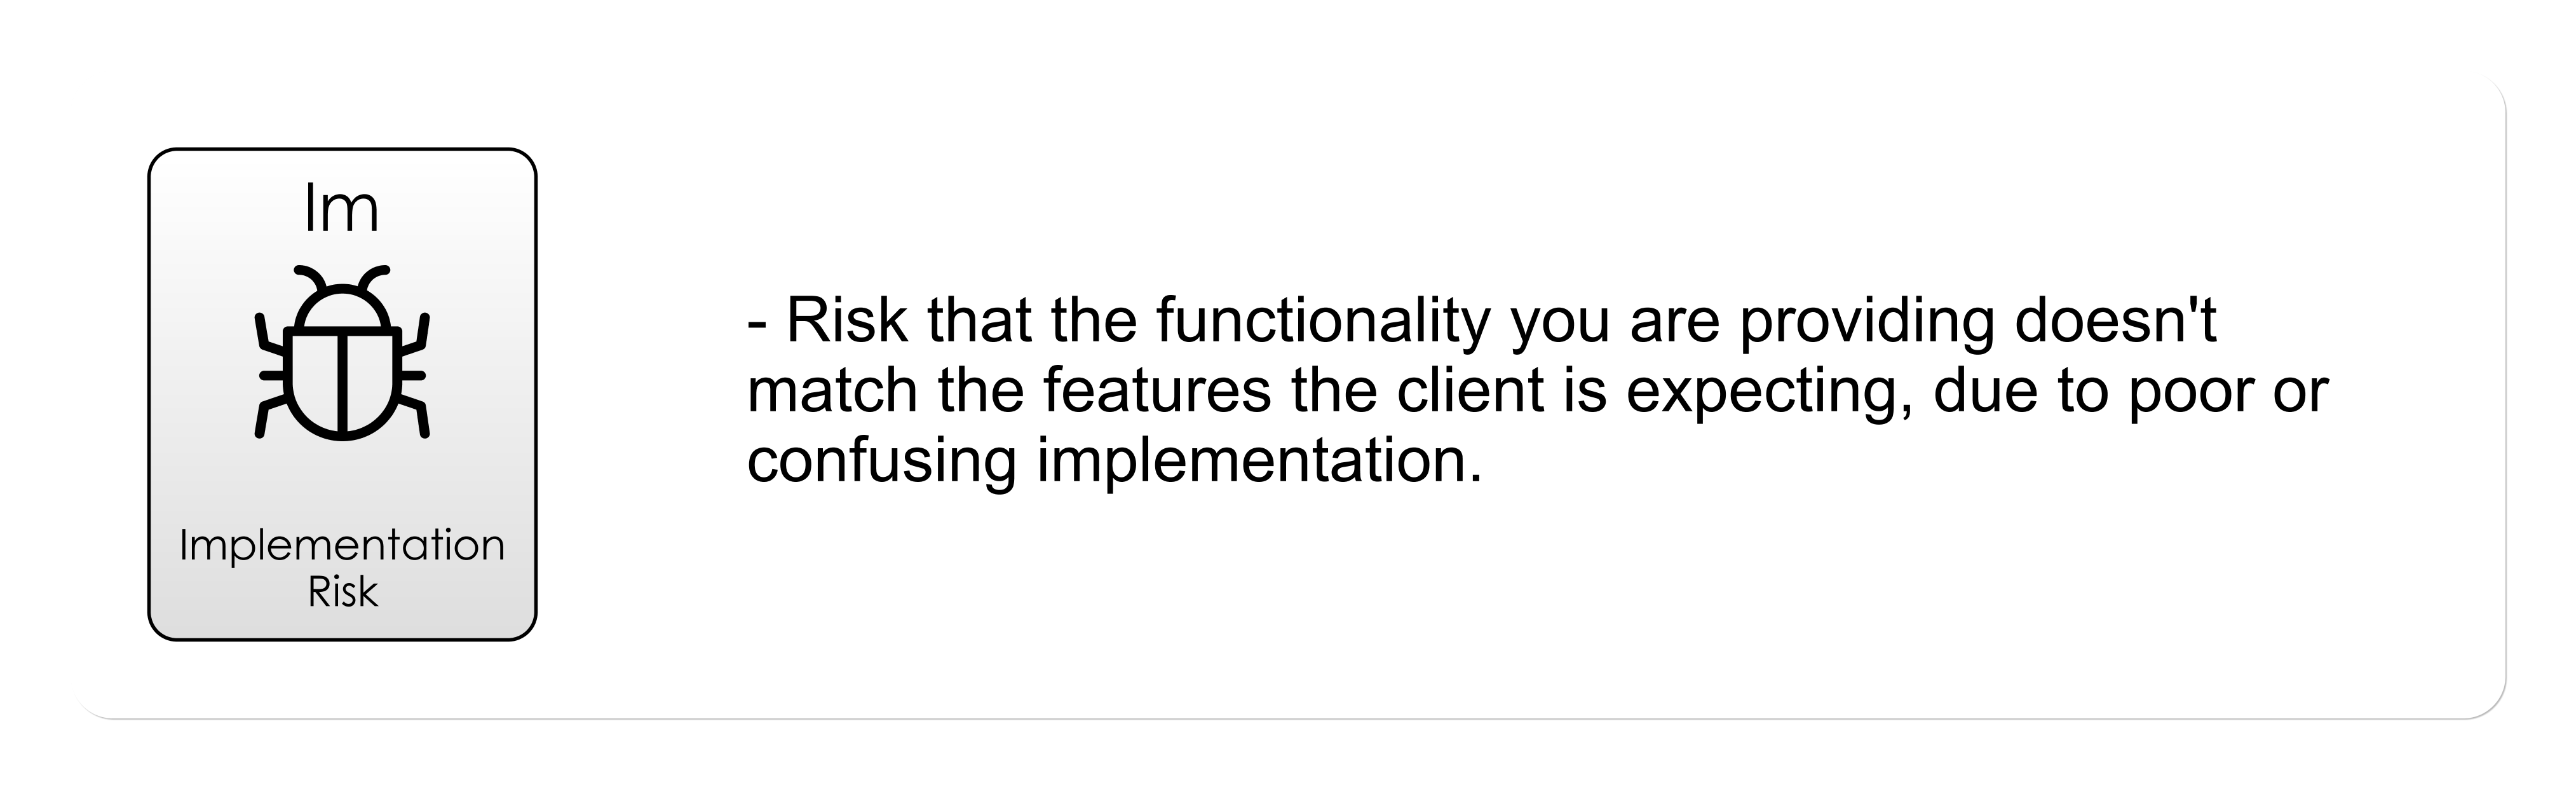 Im
Implementation
Risk
- Risk that the functionality you are providing doesn't
match the features the client is expecting, due to poor or
confusing implementation.